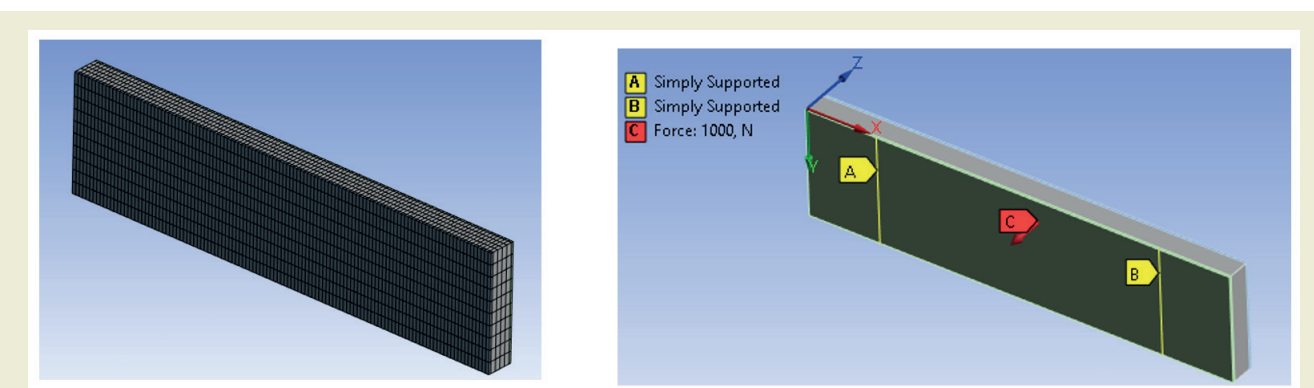 A Simply Supported
B Simply Supported
C Force: 1000, N
Z
X
Y
A
C
B